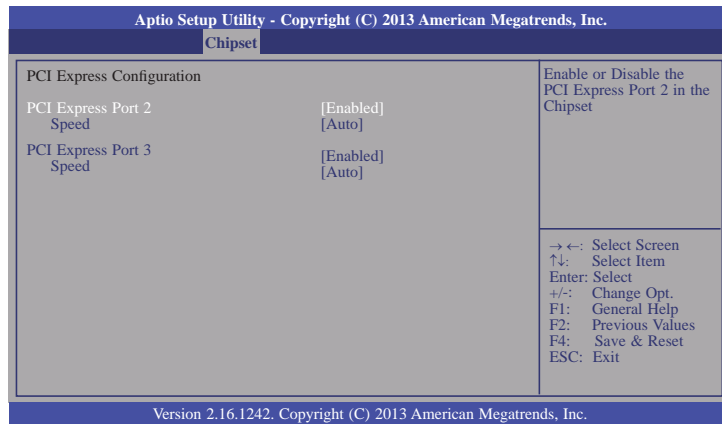 Aptio Setup Utility - Copyright (C) 2013 American Megatrends, Inc.
Chipset
PCI Express Configuration
PCI Express Port 2 [Enabled]
Speed [Auto]
PCI Express Port 3 [Enabled]
Speed [Auto]
Enable or Disable the
PCI Express Port 2 in the
Chipset
→←: Select Screen
↑↓: Select Item
Enter: Select
+/-: Change Opt.
F1: General Help
F2: Previous Values
F4: Save & Reset
ESC: Exit
Version 2.16.1242. Copyright (C) 2013 American Megatrends, Inc.